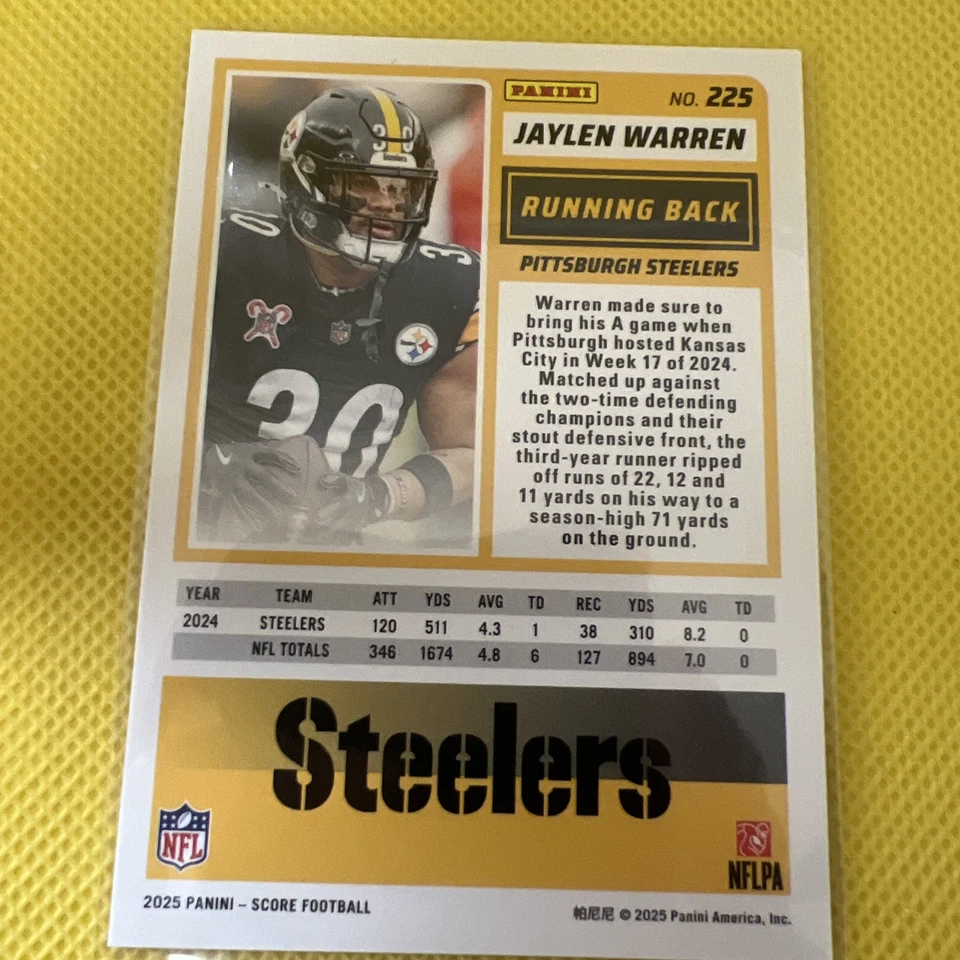 PANINI
NO. 225
JAYLEN WARREN
RUNNING BACK
PITTSBURGH STEELERS
Warren made sure to
bring his A game when
Pittsburgh hosted Kansas
City in Week 17 of 2024.
Matched up against
the two-time defending
champions and their
stout defensive front, the
third-year runner ripped
off runs of 22, 12 and
11 yards on his way to a
season-high 71 yards
on the ground.
30
30
30
30
YEAR TEAM ATT YDS AVG TD REC YDS AVG TD
2024 STEELERS 120 511 4.3 1 38 310 8.2 0
NFL TOTALS 346 1674 4.8 6 127 894 7.0 0
Steelers
NFL
NFLPA
2025 PANINI – SCORE FOOTBALL
帕尼尼 © 2025 Panini America, Inc.